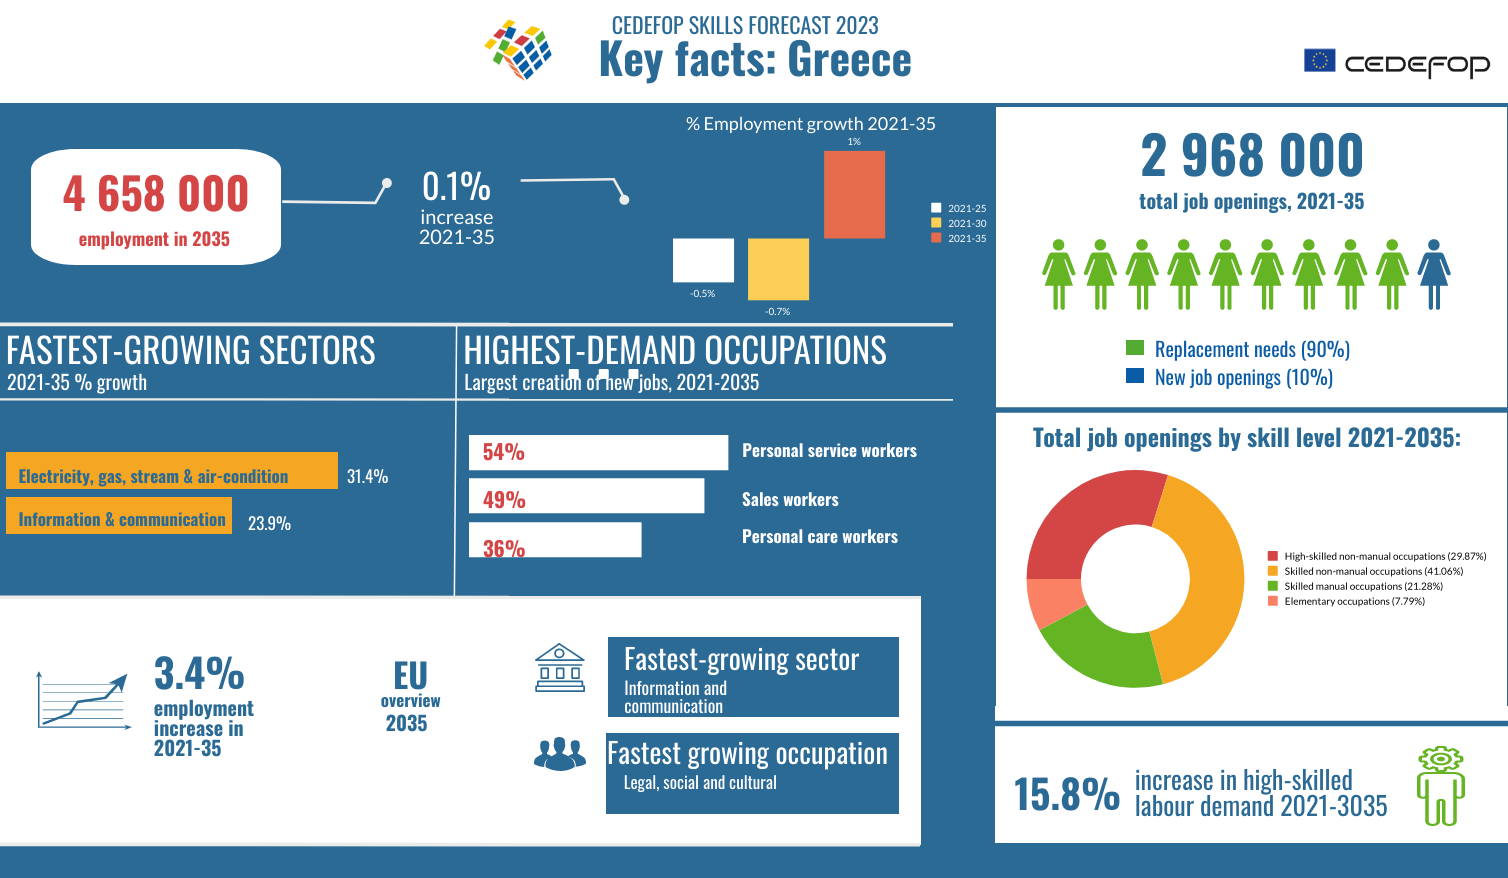 CEDEFOP SKILLS FORECAST 2023
Key facts: Greece
CEDEFOP
4 658 000
employment in 2035
0.1%
increase
2021-35
% Employment growth 2021-35
1%
-0.5%
-0.7%
2021-25
2021-30
2021-35
2 968 000
total job openings, 2021-35
Replacement needs (90%)
New job openings (10%)
FASTEST-GROWING SECTORS
2021-35 % growth
Electricity, gas, stream & air-condition
31.4%
Information & communication
23.9%
HIGHEST-DEMAND OCCUPATIONS
Largest creation of new jobs, 2021-2035
54%
Personal service workers
49%
Sales workers
36%
Personal care workers
Total job openings by skill level 2021-2035:
High-skilled non-manual occupations (29.87%)
Skilled non-manual occupations (41.06%)
Skilled manual occupations (21.28%)
Elementary occupations (7.79%)
3.4%
employment
increase in
2021-35
EU
overview
2035
Fastest-growing sector
Information and
communication
Fastest growing occupation
Legal, social and cultural
15.8%
increase in high-skilled
labour demand 2021-3035